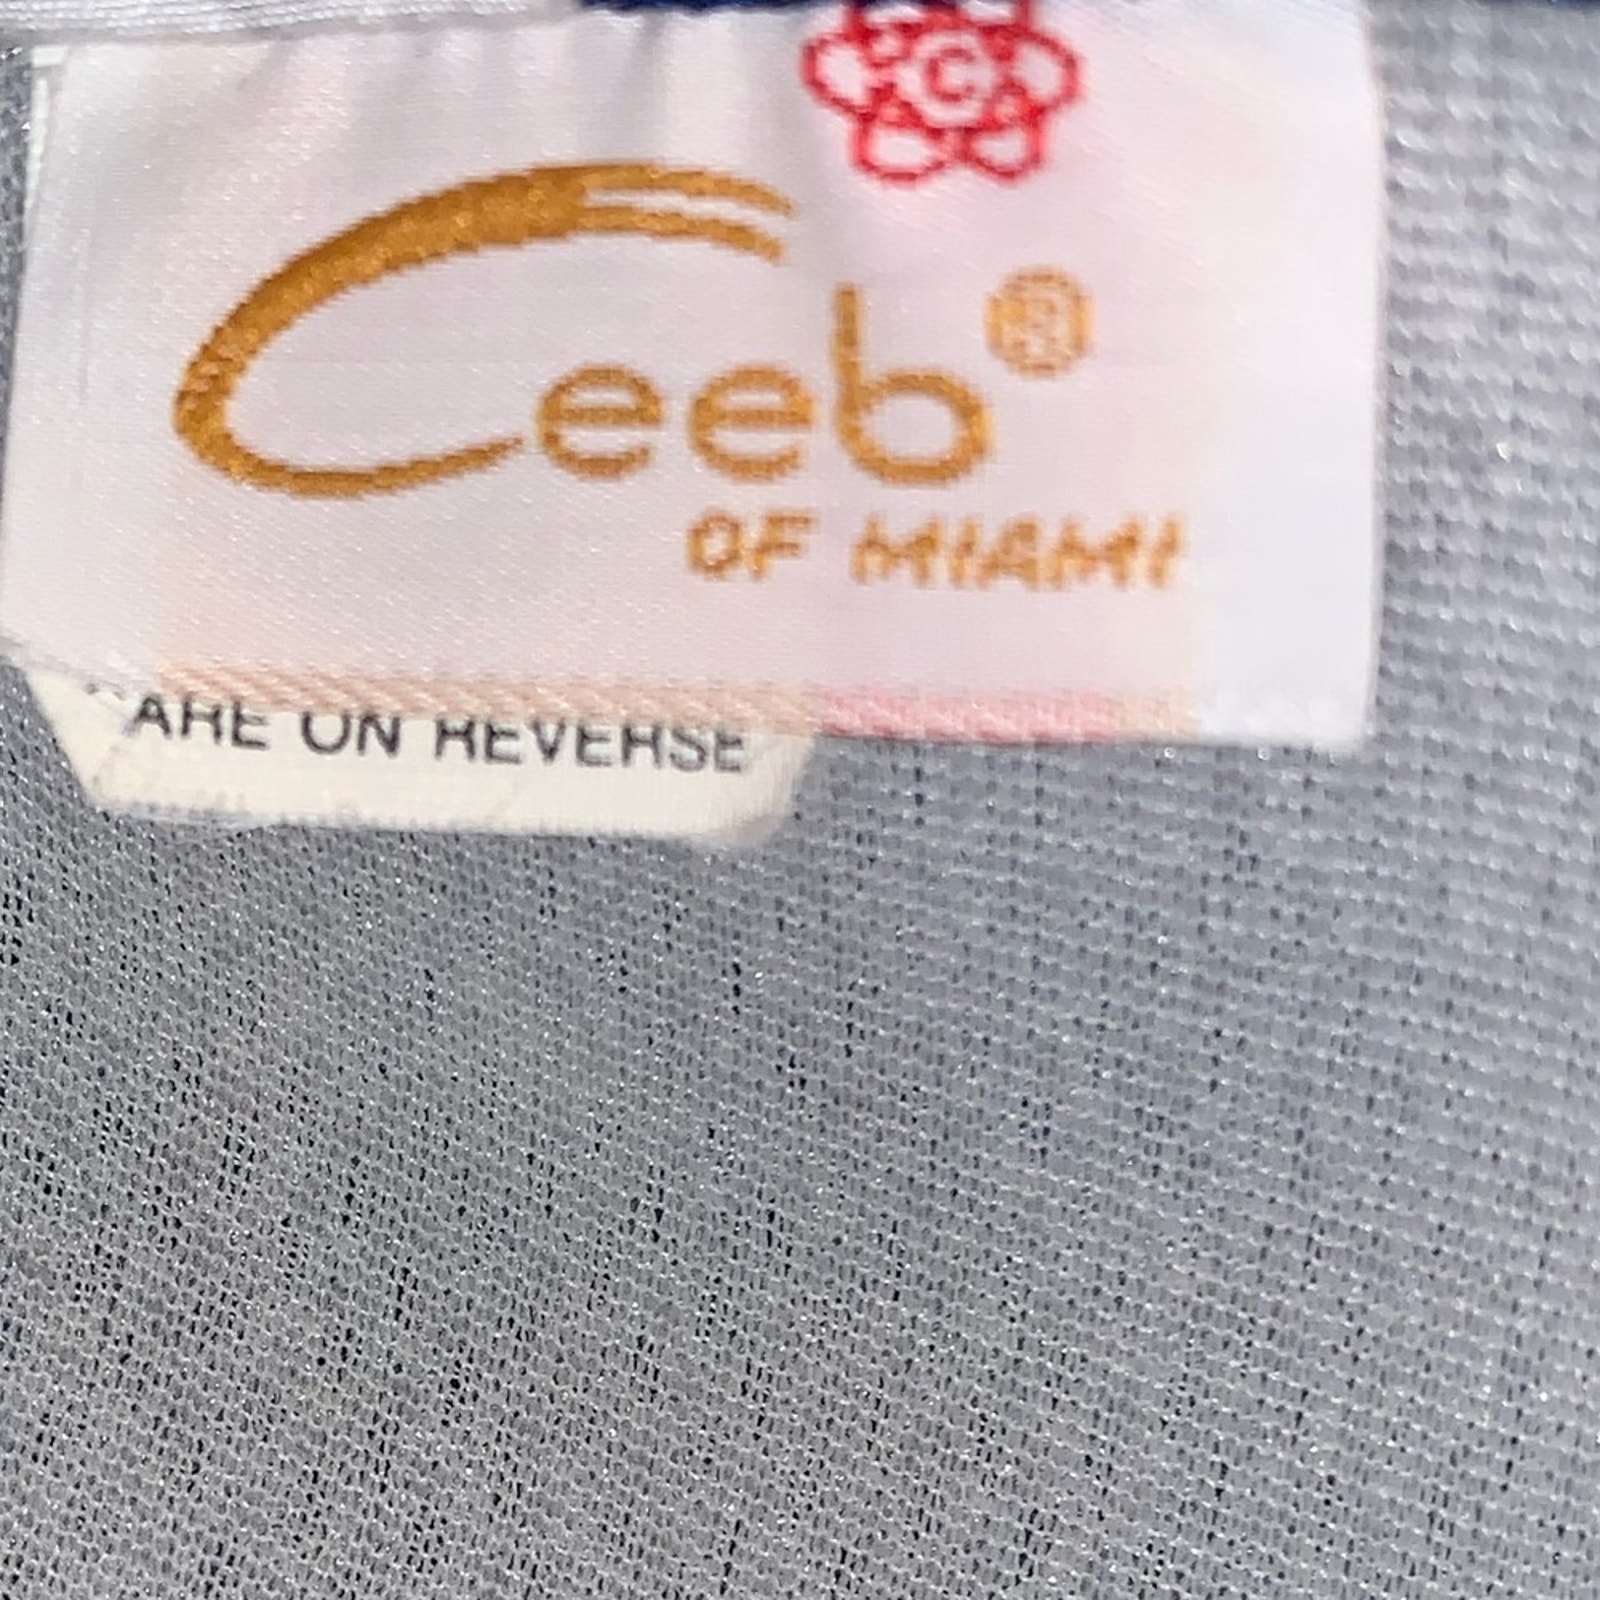 C
Ceeb®
OF MIAMI
ARE ON REVERSE